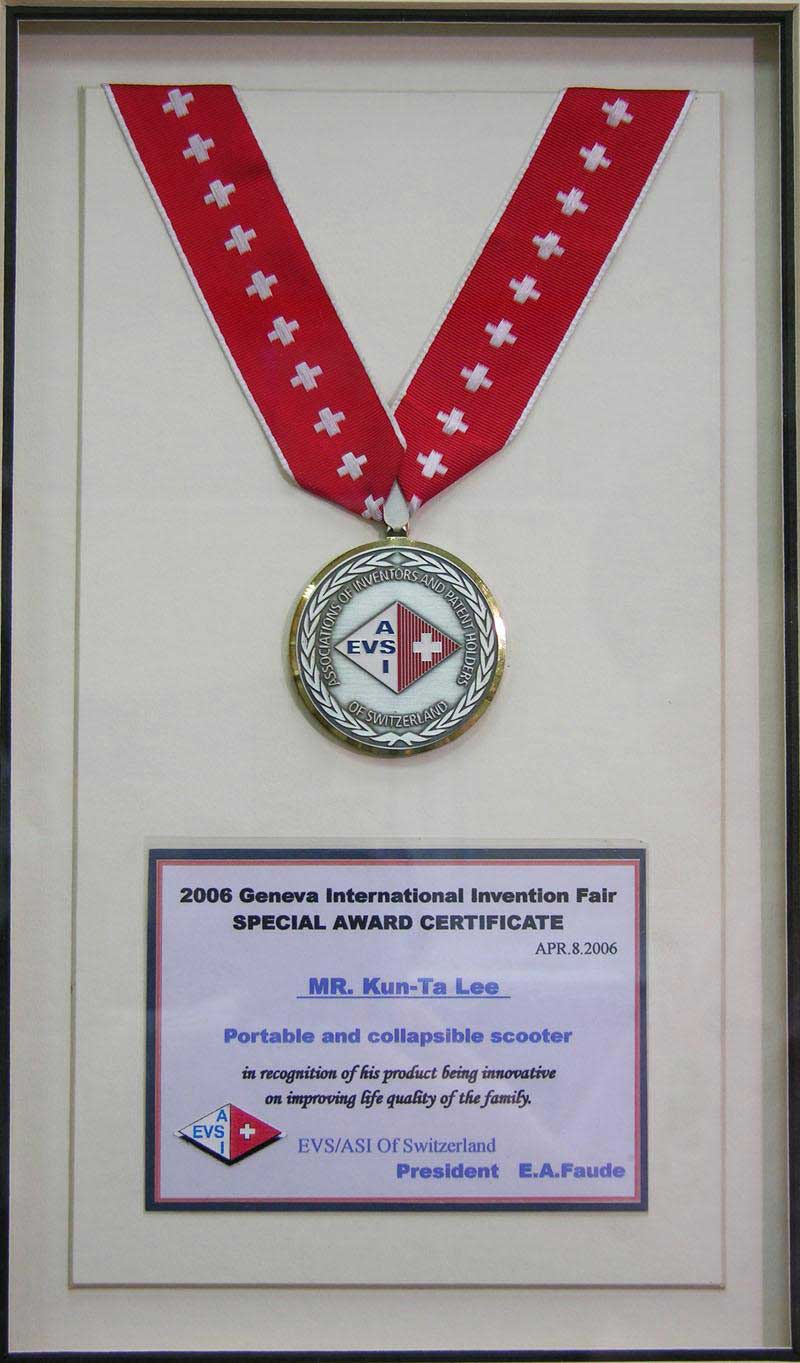 ASSOCIATIONS OF INVENTORS AND PATENT HOLDERS
A
EVSI
I
OF SWITZERLAND
2006 Geneva International Invention Fair
SPECIAL AWARD CERTIFICATE
APR.8.2006
MR. Kun-Ta Lee
Portable and collapsible scooter
in recognition of his product being innovative
on improving life quality of the family.
A
EVS
I
EVS/ASI Of Switzerland
President E.A.Faude